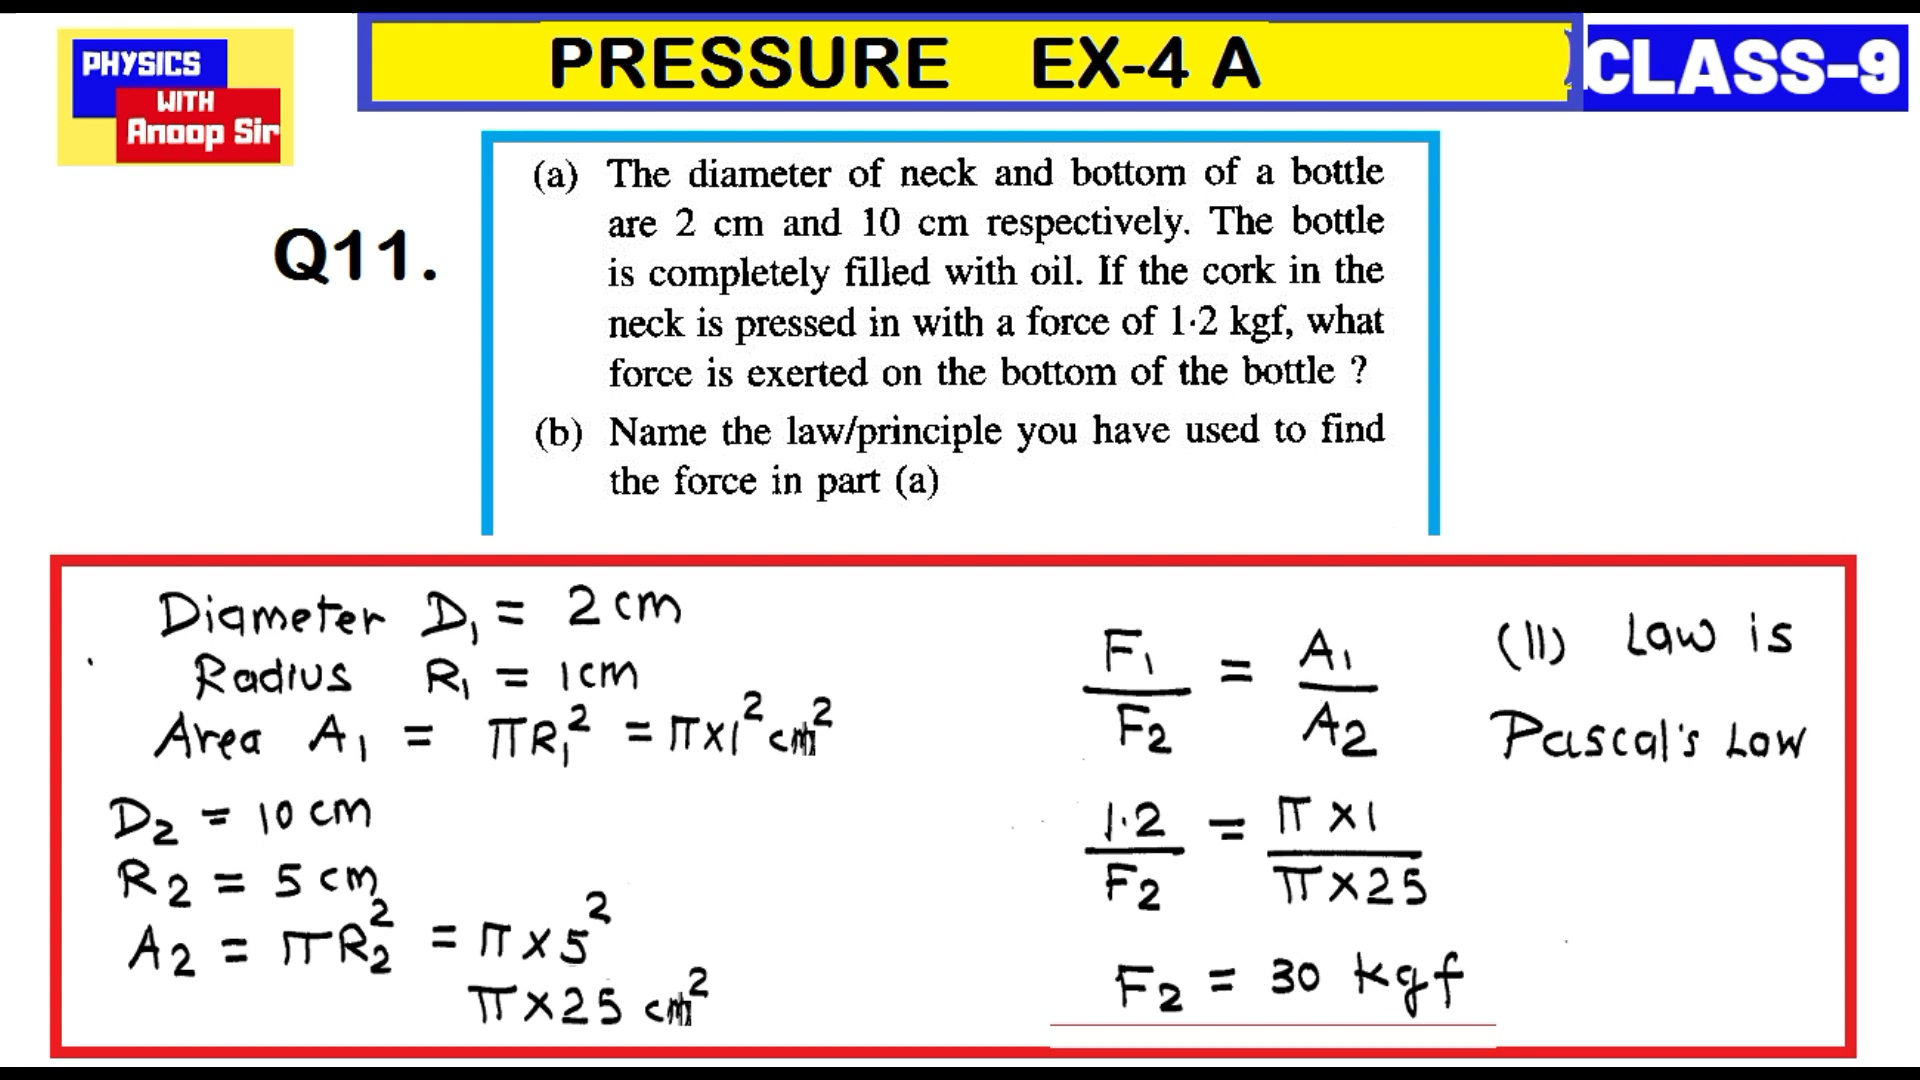 PHYSICS
WITH
Anoop Sir
PRESSURE EX-4 A
CLASS-9
Q11.
(a) The diameter of neck and bottom of a bottle
are 2 cm and 10 cm respectively. The bottle
is completely filled with oil. If the cork in the
neck is pressed in with a force of 1·2 kgf, what
force is exerted on the bottom of the bottle ?
(b) Name the law/principle you have used to find
the force in part (a)
Diameter D₁ = 2 cm
Radius R₁ = 1cm
Area A₁ = πR₁² = π×1² cm²
D₂ = 10 cm
R₂ = 5 cm
A₂ = πR₂² = π×5²
π×25 cm²
F₁/F₂ = A₁/A₂
1·2/F₂ = π×1/π×25
F₂ = 30 kgf
(II) Law is
Pascal's Law